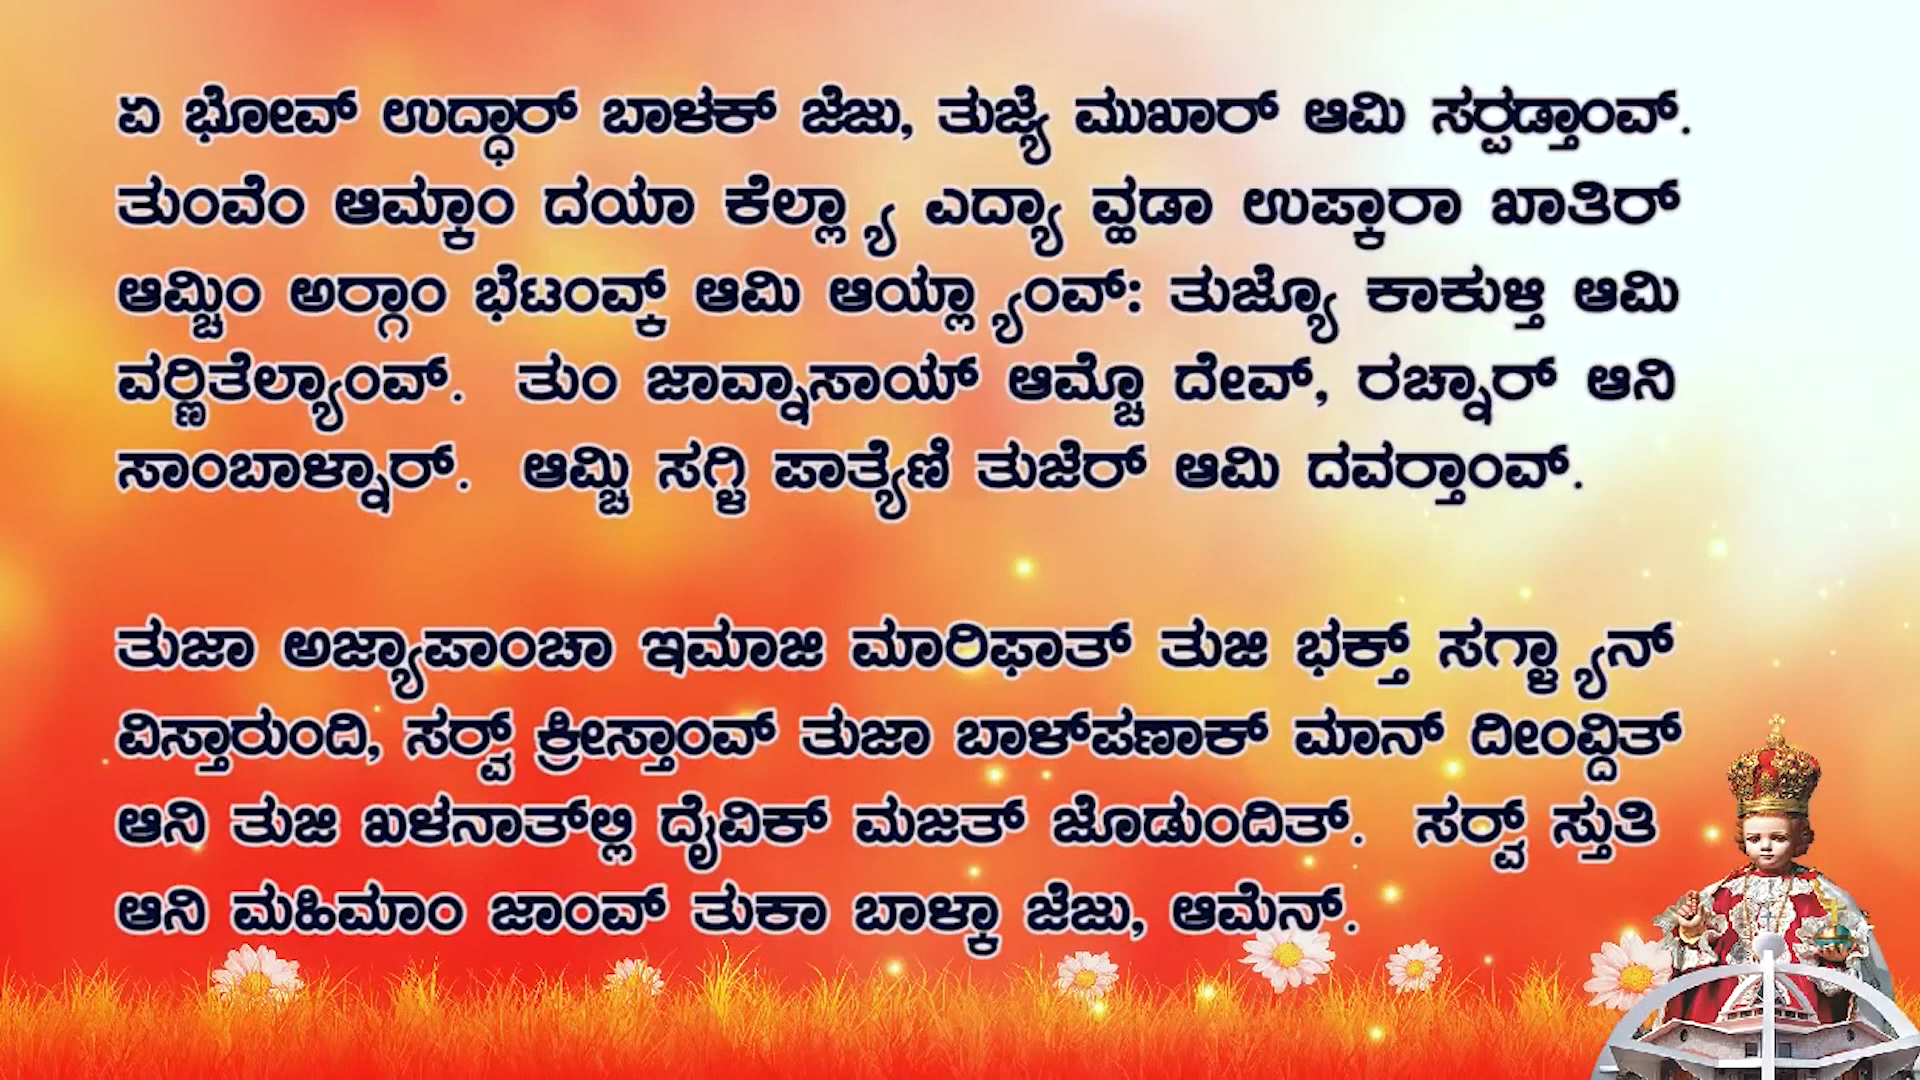 ಏ ಭೋವ್ ಉದ್ಧಾರ್ ಬಾಳಕ್ ಜೆಜು, ತುಜ್ಯೆ ಮುಖಾರ್ ಆಮಿ ಸರ‍್ಪಡ್ತಾಂವ್.
ತುಂವೆಂ ಆಮ್ಕಾಂ ದಯಾ ಕೆಲ್ಲ್ಯಾ ಎದ್ಯಾ ವ್ಹಡಾ ಉಪ್ಕಾರಾ ಖಾತಿರ್
ಆಮ್ಚಿಂ ಅರ‍್ಗಾಂ ಭೆಟಂವ್ಕ್ ಆಮಿ ಆಯ್ಲ್ಯಾಂವ್: ತುಜ್ಯೊ ಕಾಕುಳ್ತಿ ಆಮಿ
ವರ‍್ಣಿತೆಲ್ಯಾಂವ್. ತುಂ ಜಾವ್ನಾಸಾಯ್ ಆಮ್ಚೊ ದೇವ್, ರಚ್ನಾರ್ ಆನಿ
ಸಾಂಬಾಳ್ನಾರ್. ಆಮ್ಚಿ ಸಗ್ಳಿ ಪಾತ್ಯೆಣಿ ತುಜೆರ್ ಆಮಿ ದವರ‍್ತಾಂವ್.
ತುಜಾ ಅಜ್ಯಾಪಾಂಚಾ ಇಮಾಜಿ ಮಾರಿಫಾತ್ ತುಜಿ ಭಕ್ತ್ ಸಗ್ಳ್ಯಾನ್
ವಿಸ್ತಾರುಂದಿ, ಸರ‍್ವ್ ಕ್ರೀಸ್ತಾಂವ್ ತುಜಾ ಬಾಳ್‌ಪಣಾಕ್ ಮಾನ್ ದೀಂವ್ದಿತ್
ಆನಿ ತುಜಿ ಖಳನಾತ್‌ಲ್ಲಿ ದೈವಿಕ್ ಮಜತ್ ಜೊಡುಂದಿತ್. ಸರ‍್ವ್ ಸ್ತುತಿ
ಆನಿ ಮಹಿಮಾಂ ಜಾಂವ್ ತುಕಾ ಬಾಳ್ಕಾ ಜೆಜು, ಆಮೆನ್.